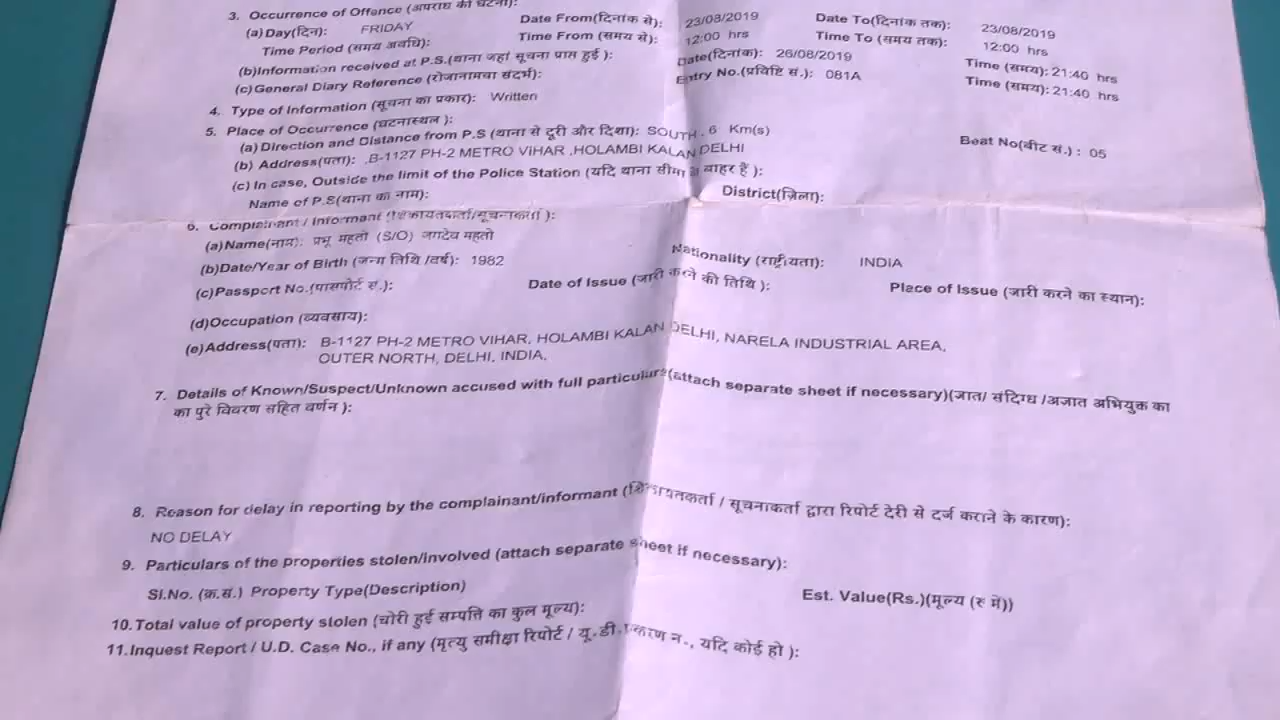 3. Occurrence of Offence (अपराध की घटना):
(a) Day(दिन): FRIDAY Date From(दिनांक से): 23/08/2019 Date To(दिनांक तक): 23/08/2019
Time Period (समय अवधि): Time From (समय से): 12:00 hrs Time To (समय तक): 12:00 hrs
(b)Information received at P.S.(थाना जहां सूचना प्राप्त हुई ): Date(दिनांक): 26/08/2019 Time (समय): 21:40 hrs
(c) General Diary Reference (रोजानामचा संदर्भ): Entry No.(प्रविष्टि सं.): 081A Time (समय): 21:40 hrs
4. Type of Information (सूचना का प्रकार): Written
5. Place of Occurrence (घटनास्थल ):
(a) Direction and Distance from P.S (थाना से दूरी और दिशा): SOUTH , 6 Km(s) Beat No(बीट सं.) : 05
(b) Address(पता): ,B-1127 PH-2 METRO VIHAR ,HOLAMBI KALAN DELHI
(c) In case, Outside the limit of the Police Station (यदि थाना सीमा के बाहर हैं ):
Name of P.S(थाना का नाम): District(ज़िला):
6. Complainant / Informant (शिकायतकर्ता/सूचनाकर्ता ):
(a)Name(नाम): प्रभू महतो (S/O) जगदेव महतो
(b)Date/Year of Birth (जन्म तिथि /वर्ष): 1982 Nationality (राष्ट्रीयता): INDIA
(c)Passport No.(पासपोर्ट सं.): Date of Issue (जारी करने की तिथि ): Place of Issue (जारी करने का स्थान):
(d)Occupation (व्यवसाय):
(e)Address(पता): B-1127 PH-2 METRO VIHAR, HOLAMBI KALAN DELHI, NARELA INDUSTRIAL AREA,
OUTER NORTH, DELHI, INDIA,
7. Details of Known/Suspect/Unknown accused with full particulars(attach separate sheet if necessary)(ज्ञात/ संदिग्ध /अज्ञात अभियुक्त का
का पुरे विवरण सहित वर्णन ):
8. Reason for delay in reporting by the complainant/informant (शिकायतकर्ता / सूचनाकर्ता द्वारा रिपोर्ट देरी से दर्ज कराने के कारण):
NO DELAY
9. Particulars of the properties stolen/involved (attach separate sheet if necessary):
Sl.No. (क्र.सं.) Property Type(Description) Est. Value(Rs.)(मूल्य (रु में))
10.Total value of property stolen (चोरी हुई सम्पत्ति का कुल मूल्य):
11.Inquest Report / U.D. Case No., if any (मृत्यु समीक्षा रिपोर्ट / यू.डी.प्रकरण न., यदि कोई हो ):